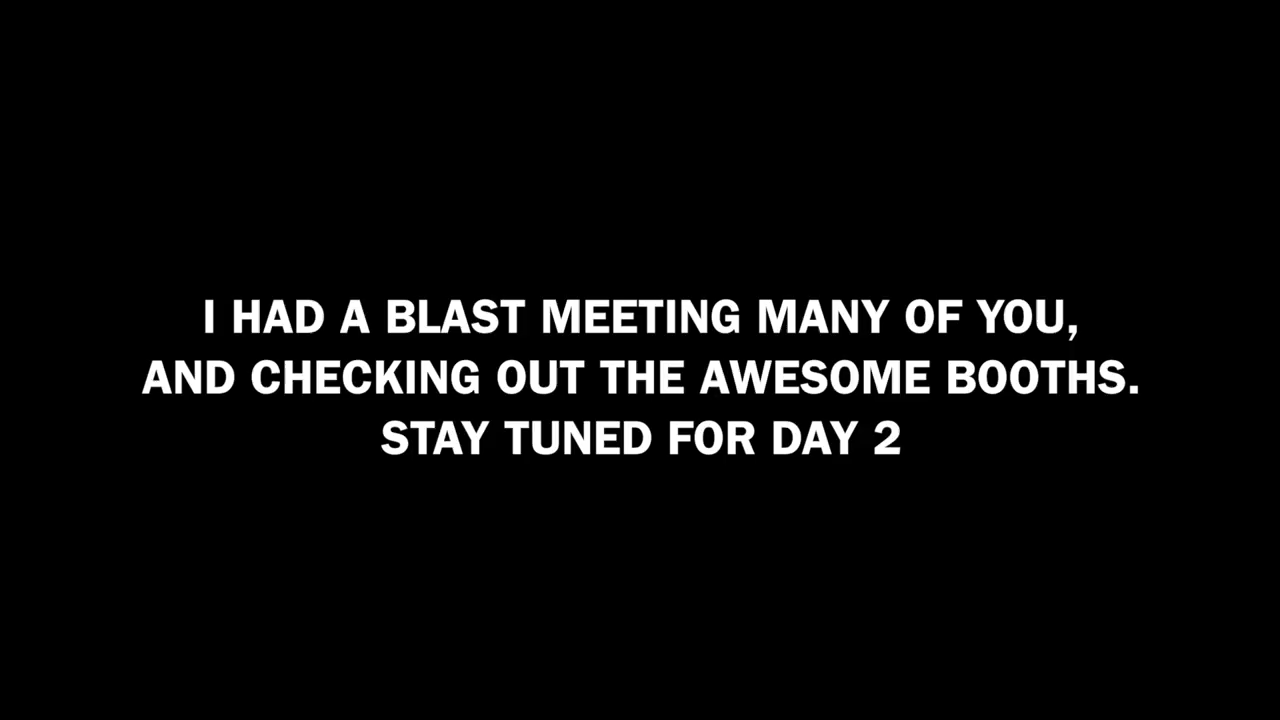 I HAD A BLAST MEETING MANY OF YOU,
AND CHECKING OUT THE AWESOME BOOTHS.
STAY TUNED FOR DAY 2